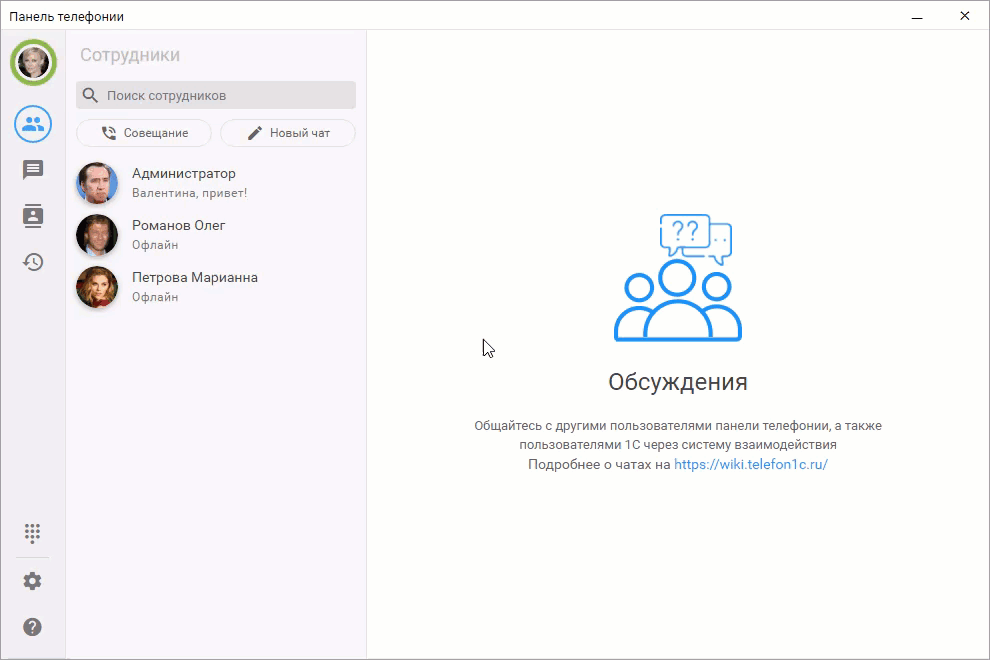 Панель телефонии
Сотрудники
Поиск сотрудников
Совещание
Новый чат
Администратор
Валентина, привет!
Романов Олег
Офлайн
Петрова Марианна
Офлайн
??
Обсуждения
Общайтесь с другими пользователями панели телефонии, а также
пользователями 1С через систему взаимодействия
Подробнее о чатах на https://wiki.telefon1c.ru/
?